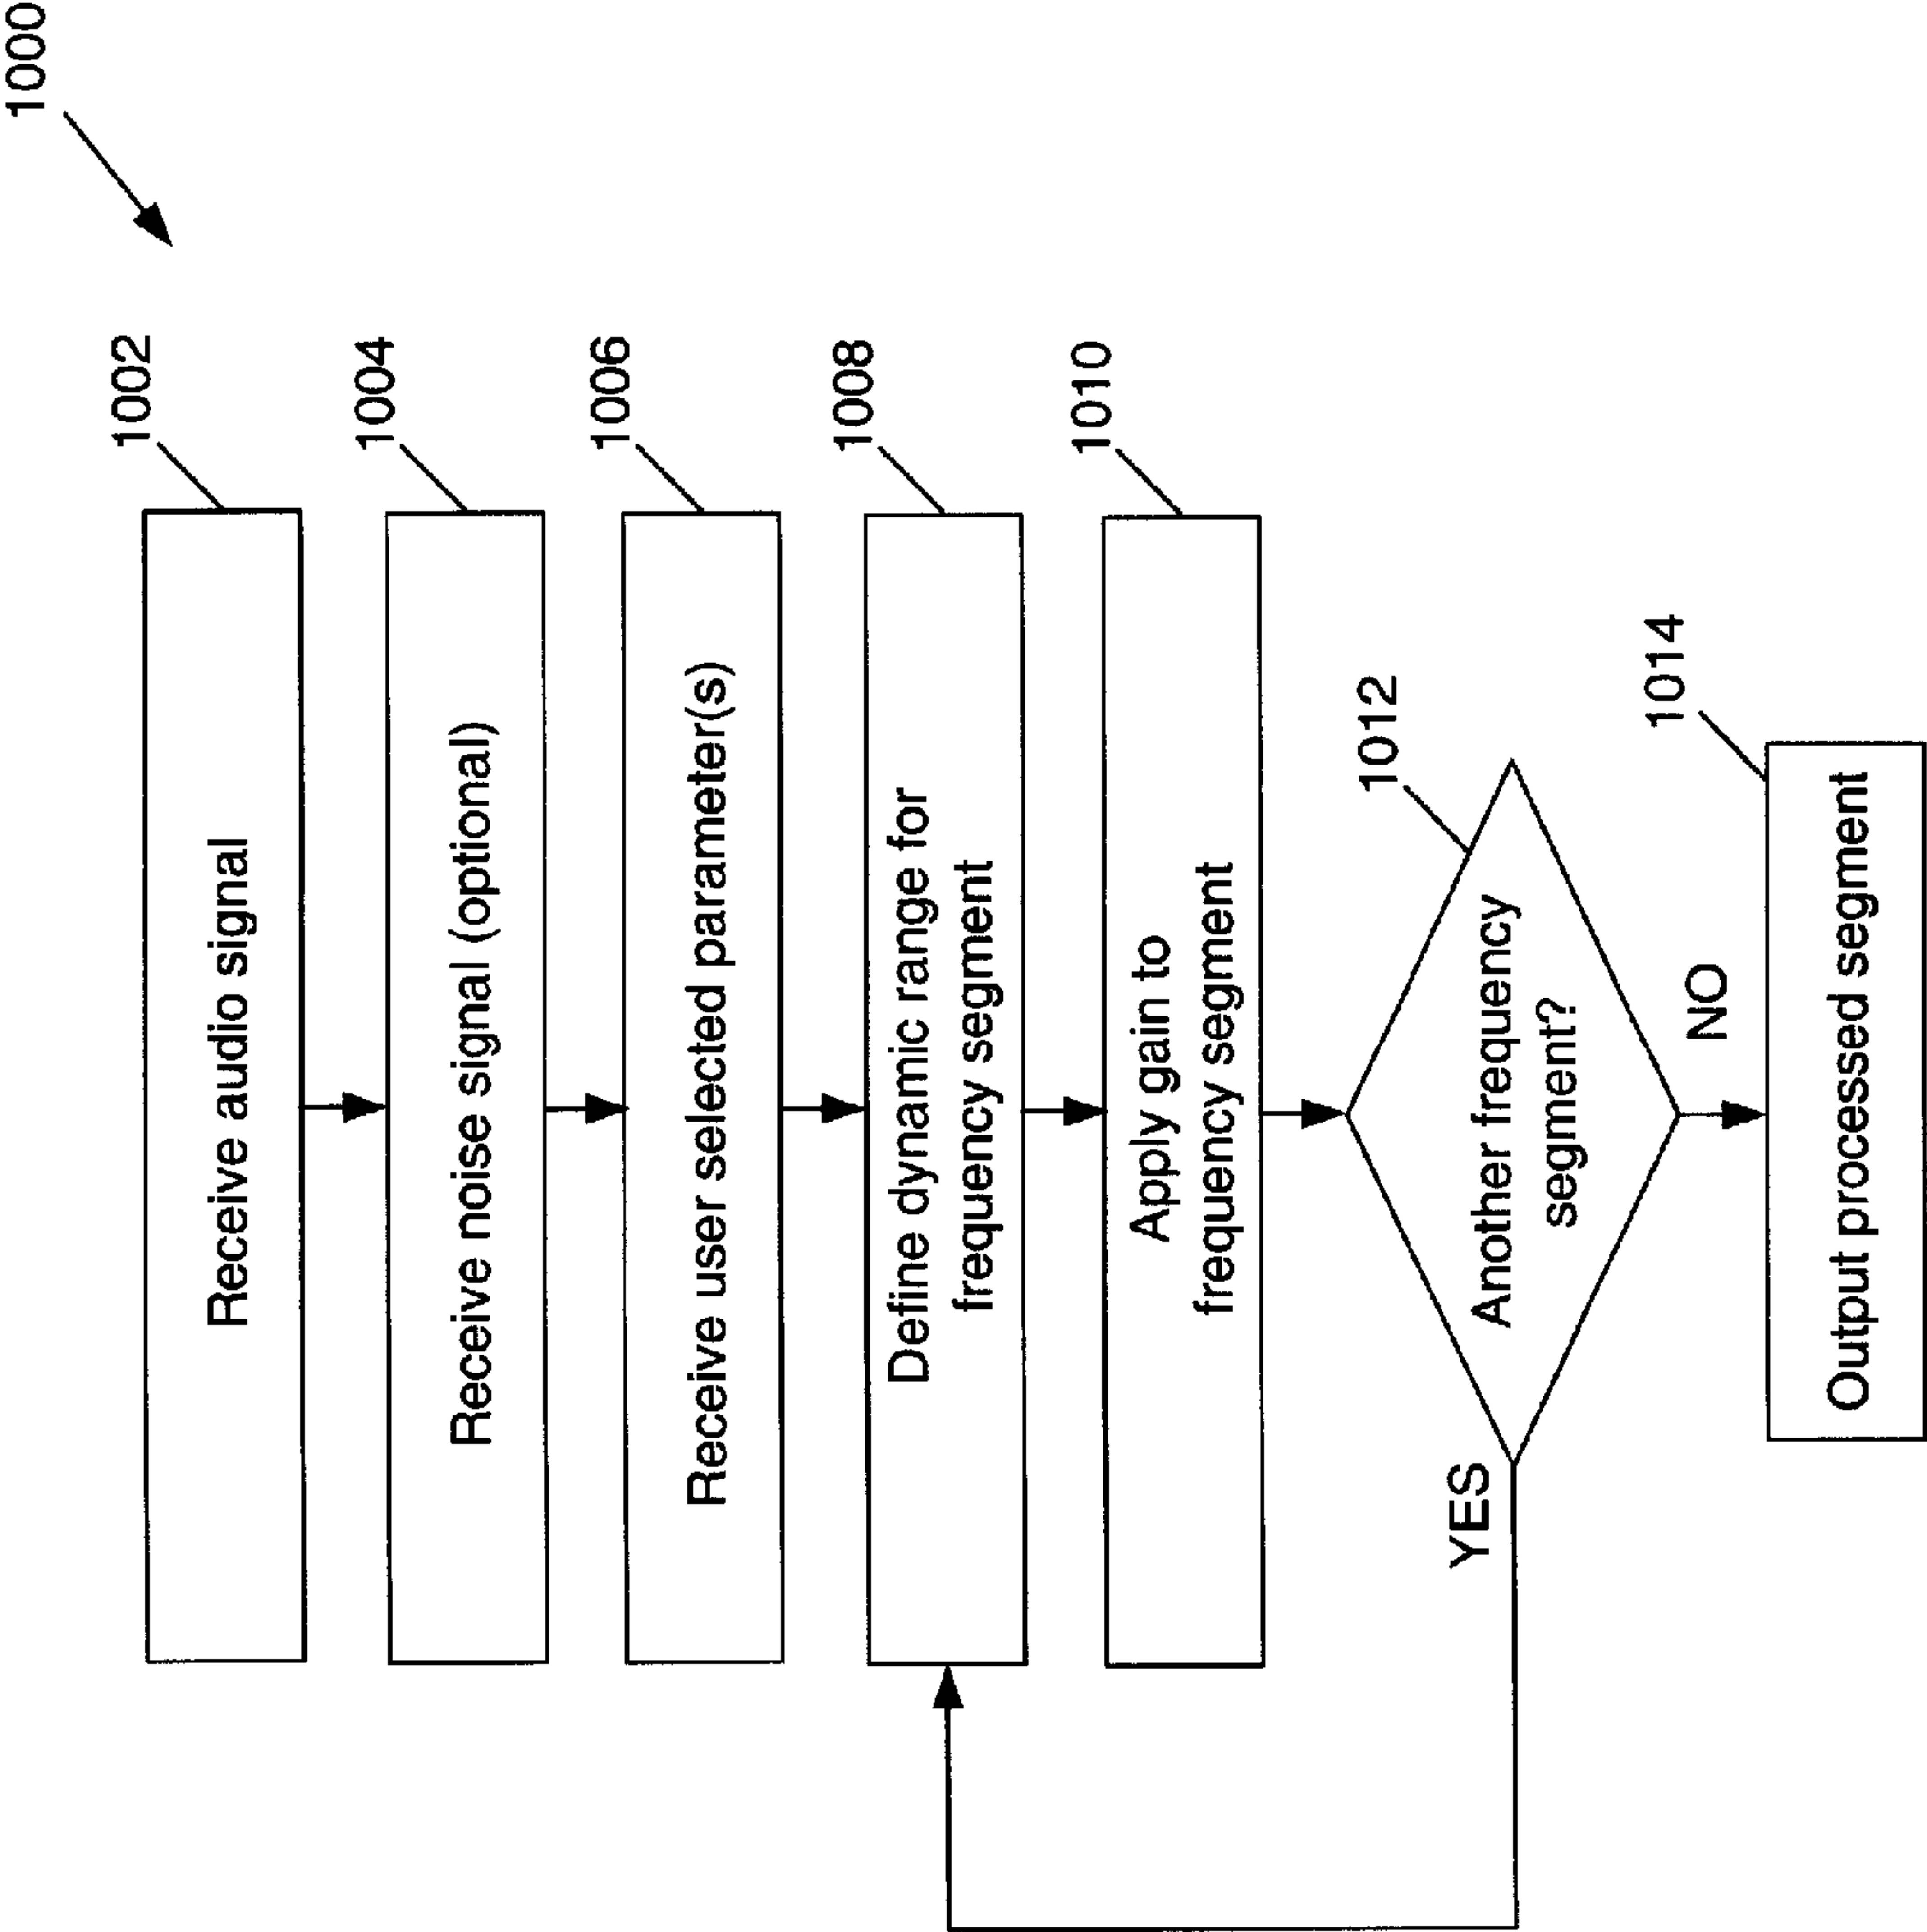 1000
1002
Receive audio signal
1004
Receive noise signal (optional)
1006
Receive user selected parameter(s)
1008
Define dynamic range for
frequency segment
1010
Apply gain to
frequency segment
1012
Another frequency
segment?
YES
NO
1014
Output processed segment